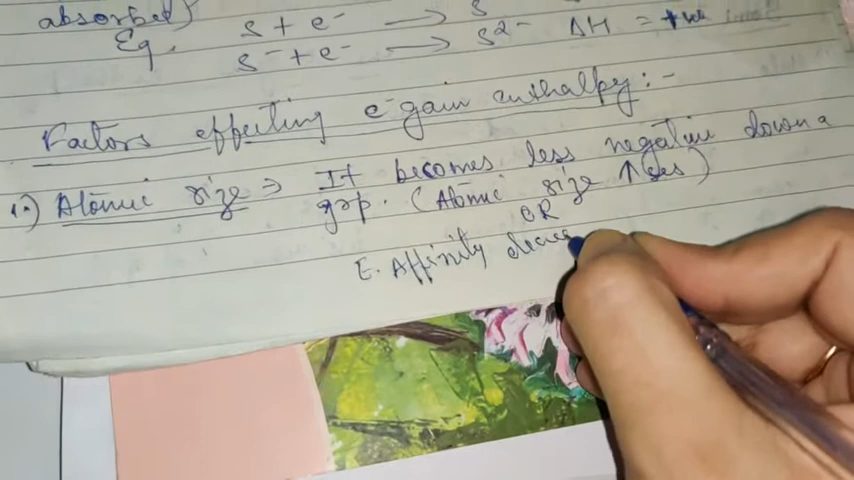 absorbed)
Eg. S + e⁻ → S
S⁻ + e⁻ → S²⁻ ΔH = +ve
Factors effecting e⁻gain enthalpy:-
1.) Atomic size ⇒ It becomes less negative down a
grp. (Atomic size ↑ses)
OR
E. Affinity decrea